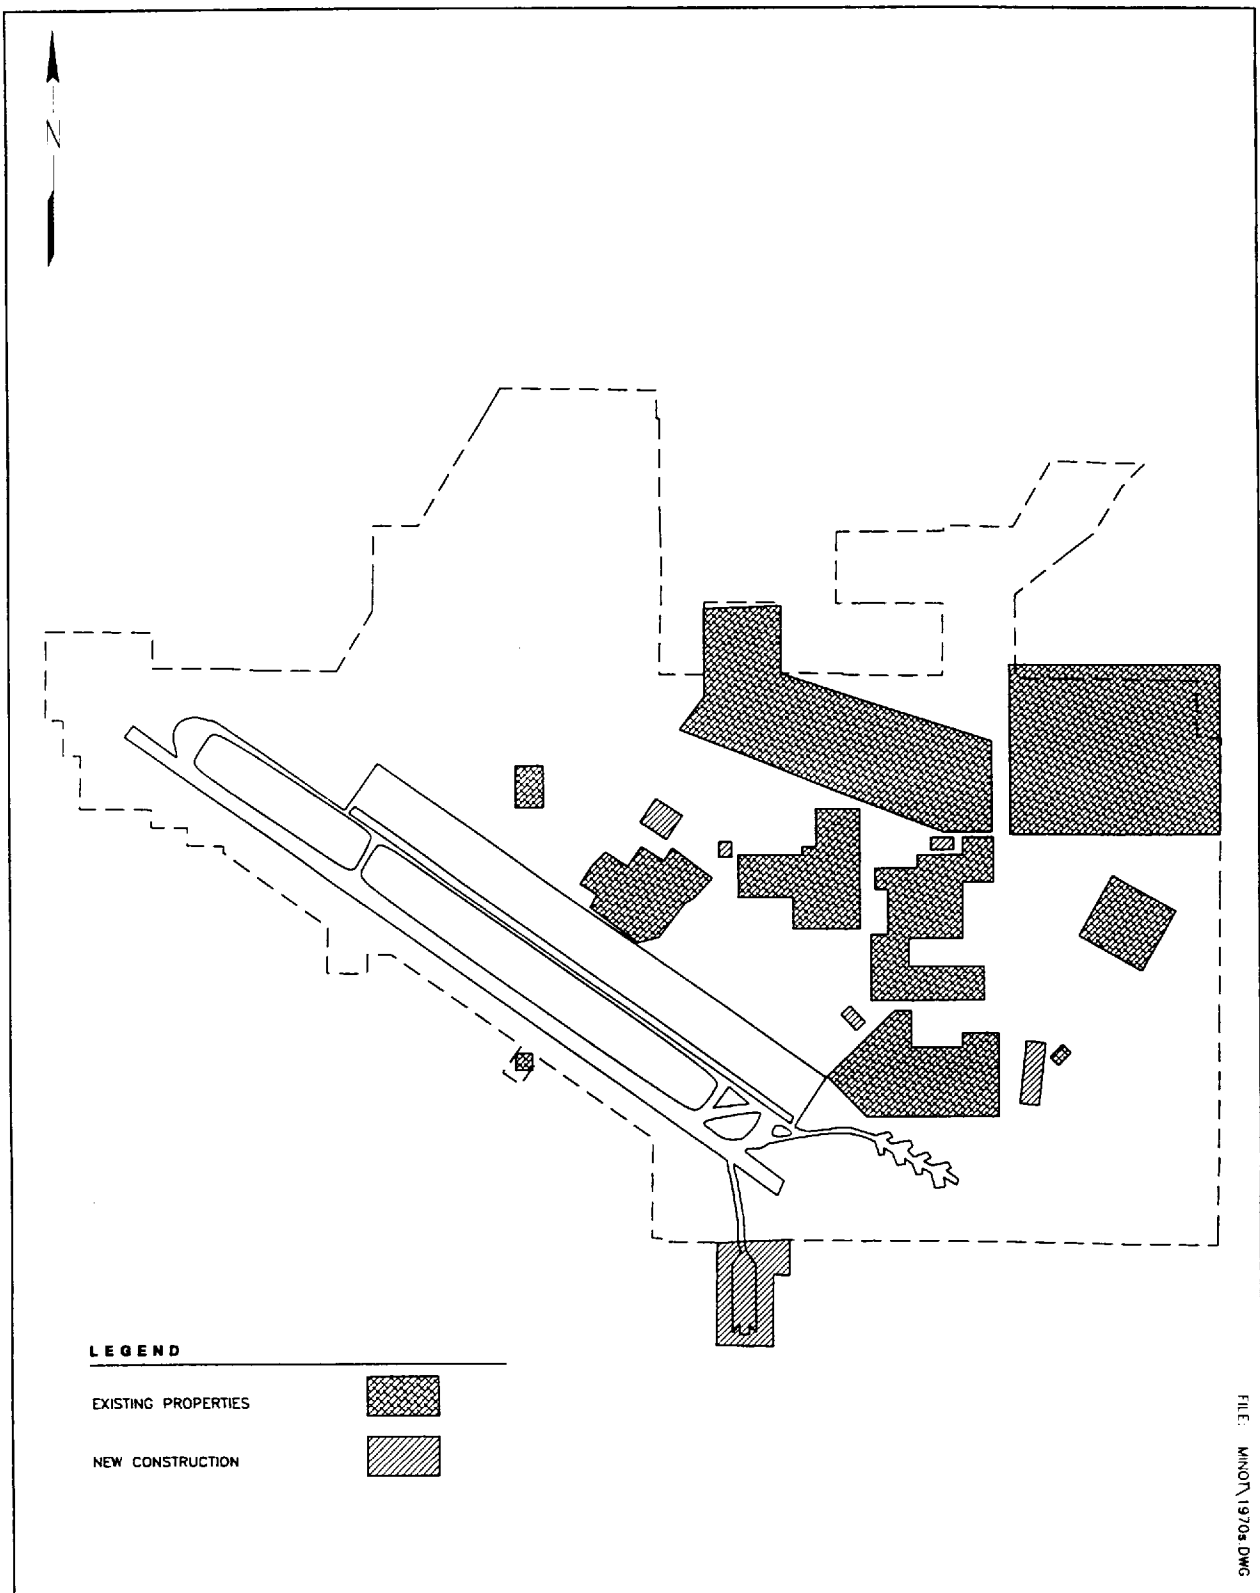 N
LEGEND
EXISTING PROPERTIES
NEW CONSTRUCTION
FILE: MINOT\1970s.DWG